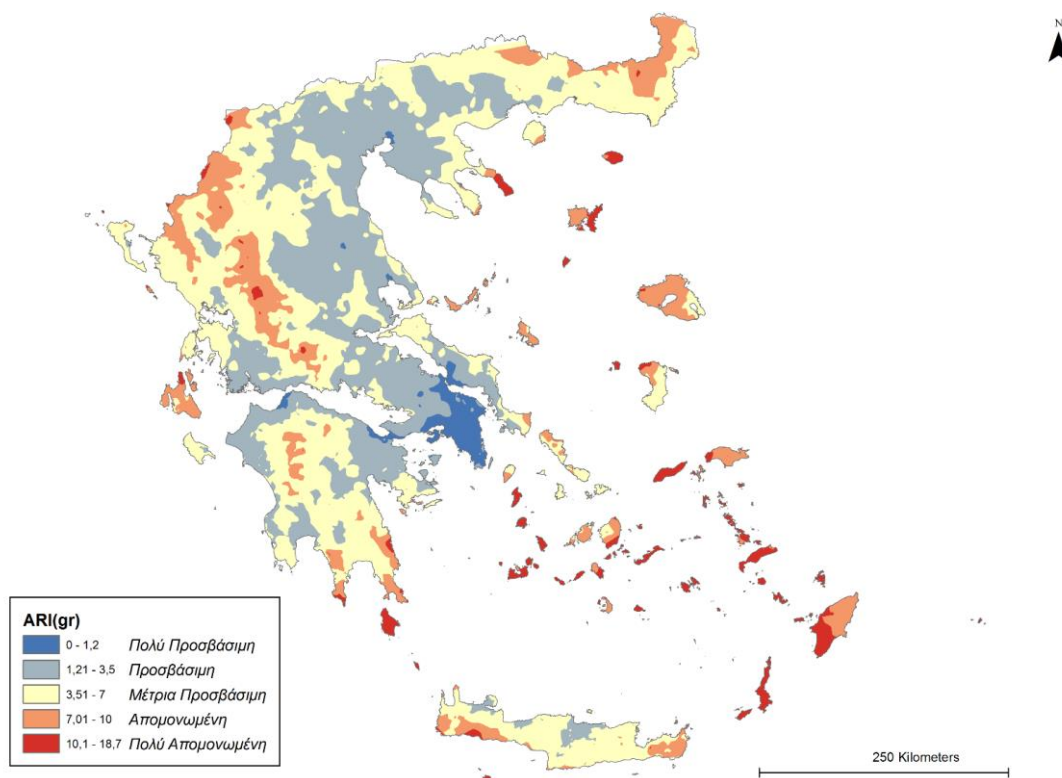 N
ARI(gr)
0 - 1,2 Πολύ Προσβάσιμη
1,21 - 3,5 Προσβάσιμη
3,51 - 7 Μέτρια Προσβάσιμη
7,01 - 10 Απομονωμένη
10,1 - 18,7 Πολύ Απομονωμένη
250 Kilometers